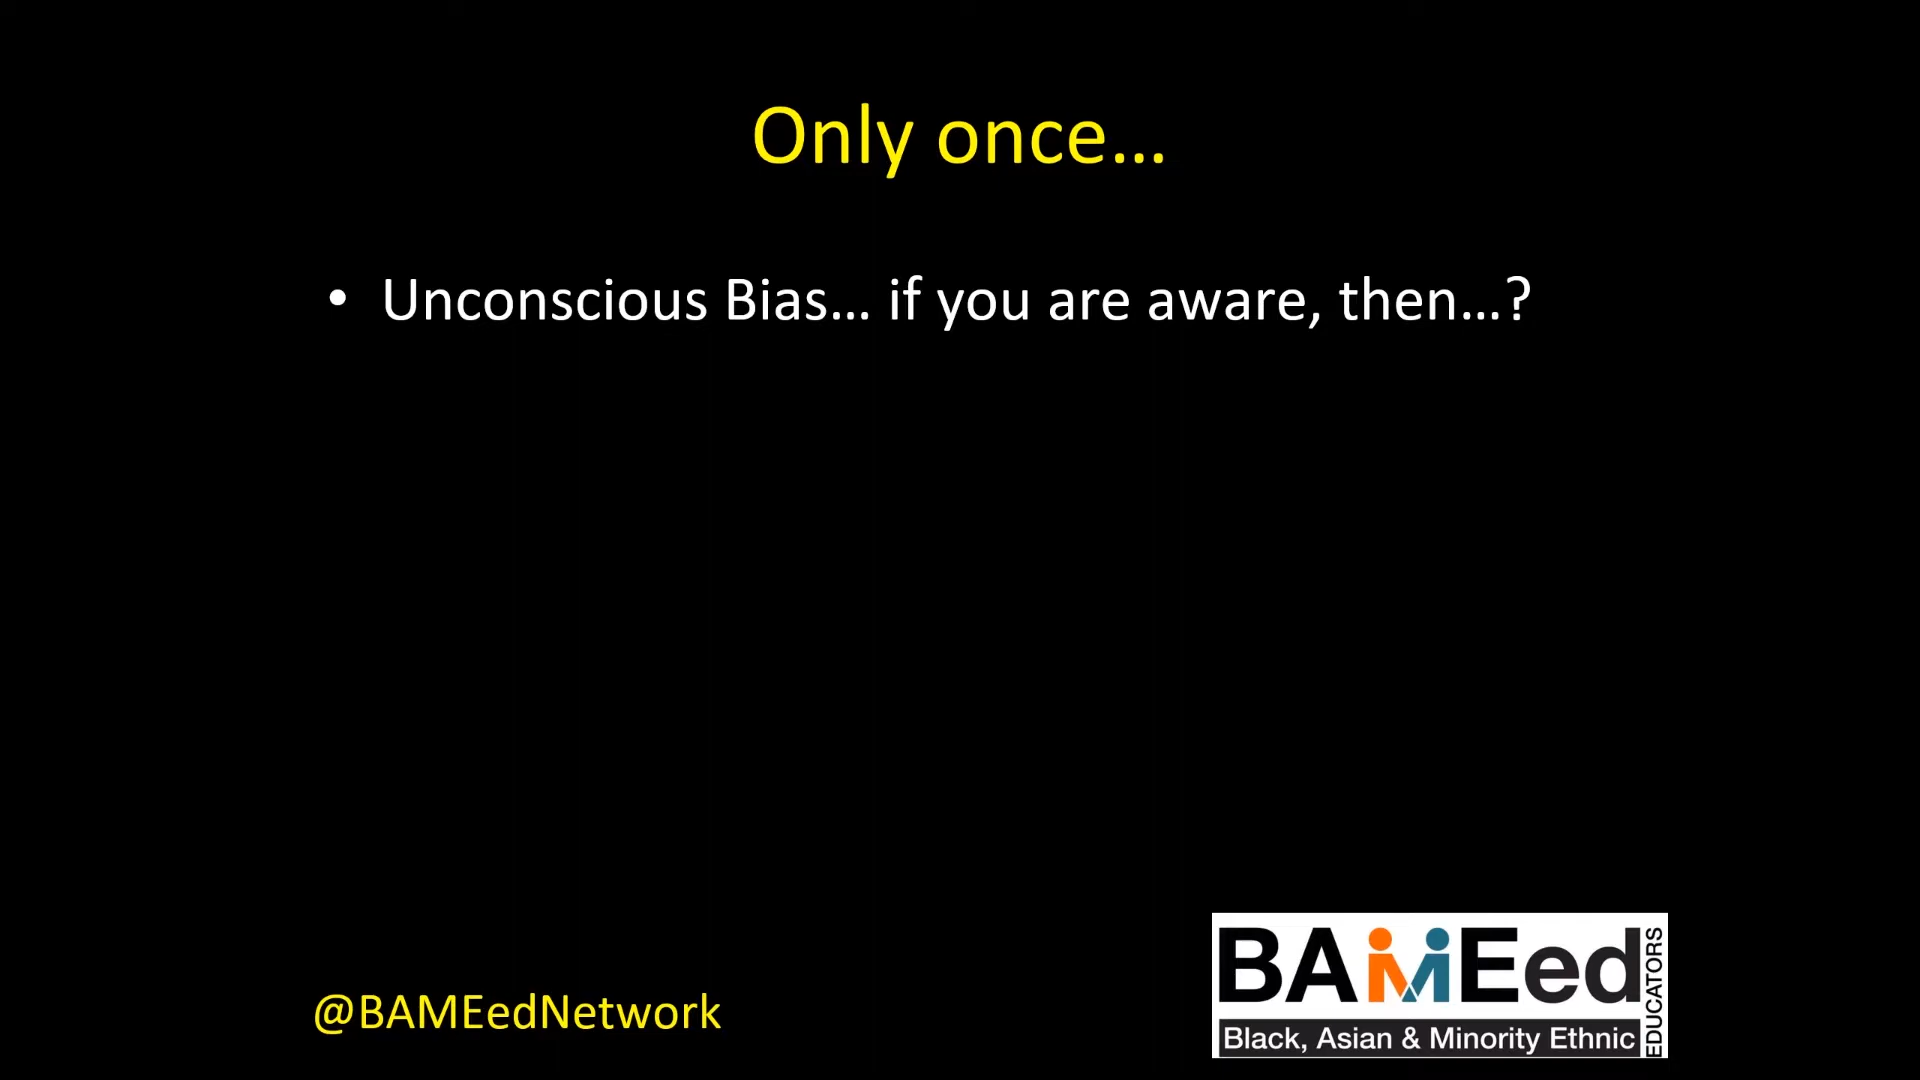 Only once…
• Unconscious Bias… if you are aware, then…?
@BAMEedNetwork
BAMEed
EDUCATORS
Black, Asian & Minority Ethnic